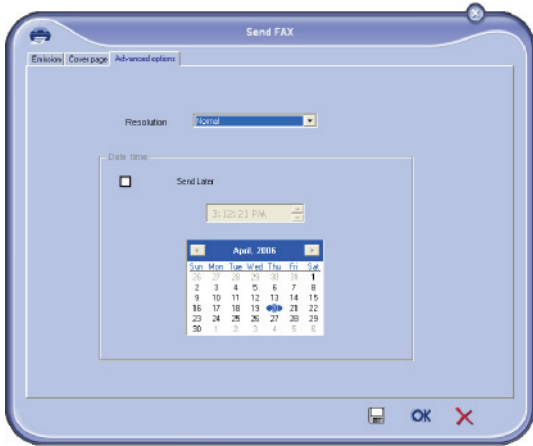 Send FAX
Emission Cover page Advanced options
Resolution Normal
Date time
Send Later
3:12:21 PM
April, 2006
Sun Mon Tue Wed Thu Fri Sat
26 27 28 29 30 31 1
2 3 4 5 6 7 8
9 10 11 12 13 14 15
16 17 18 19 20 21 22
23 24 25 26 27 28 29
30 1 2 3 4 5 6
OK